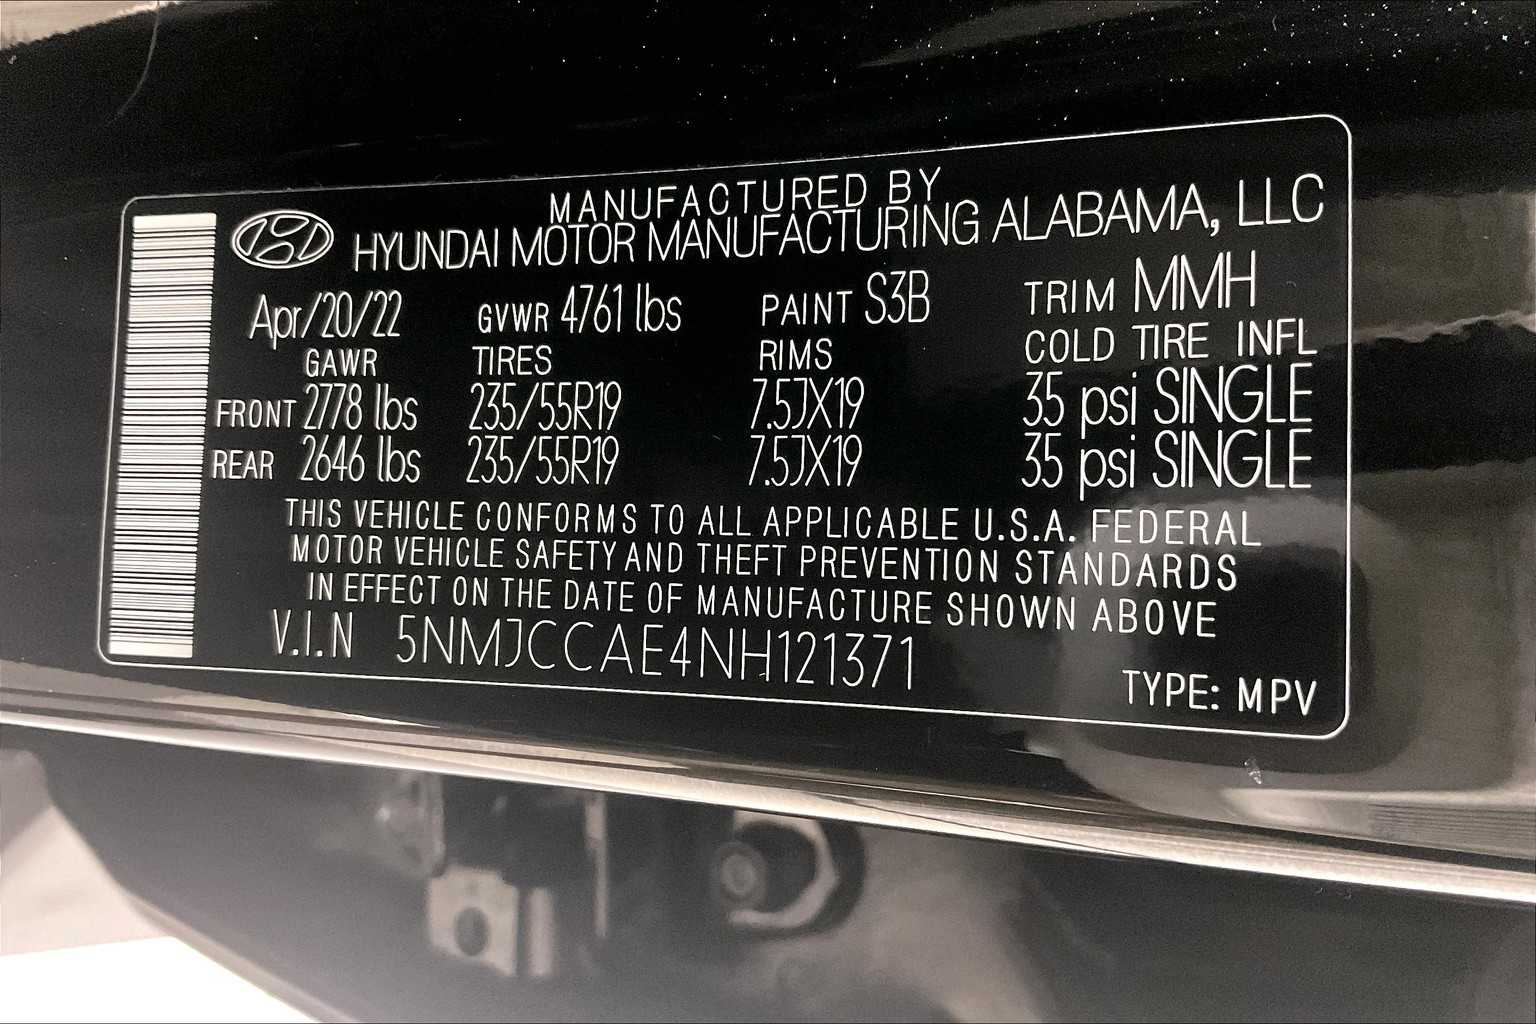 MANUFACTURED BY
HYUNDAI MOTOR MANUFACTURING ALABAMA, LLC
Apr/20/22 GVWR 4761 lbs PAINT S3B TRIM MMH
GAWR TIRES RIMS COLD TIRE INFL
FRONT 2778 lbs 235/55R19 7.5JX19 35 psi SINGLE
REAR 2646 lbs 235/55R19 7.5JX19 35 psi SINGLE
THIS VEHICLE CONFORMS TO ALL APPLICABLE U.S.A. FEDERAL
MOTOR VEHICLE SAFETY AND THEFT PREVENTION STANDARDS
IN EFFECT ON THE DATE OF MANUFACTURE SHOWN ABOVE
V.I.N 5NMJCCAE4NH121371
TYPE: MPV